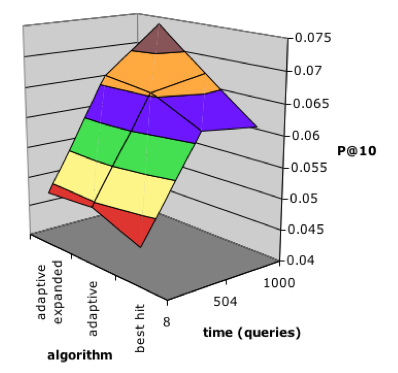 0.075
0.07
0.065
0.06
P@10
0.055
0.05
0.045
0.04
1000
504
8
time (queries)
adaptive
expanded
adaptive
best hit
algorithm